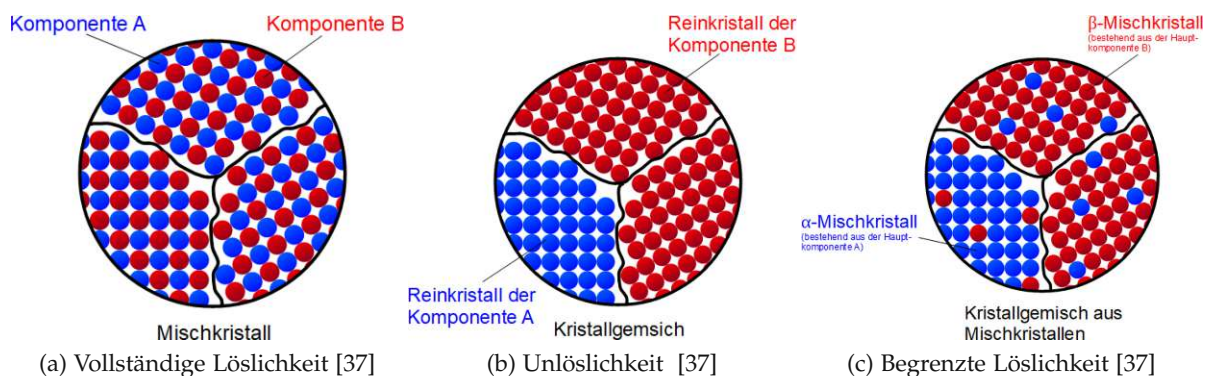 Komponente A
Komponente B
Mischkristall
(a) Vollständige Löslichkeit [37]
Reinkristall der
Komponente B
Reinkristall der
Komponente A
Kristallgemsich
(b) Unlöslichkeit [37]
β-Mischkristall
(bestehend aus der Haupt-
komponente B)
α-Mischkristall
(bestehend aus der Haupt-
komponente A)
Kristallgemisch aus
Mischkristallen
(c) Begrenzte Löslichkeit [37]